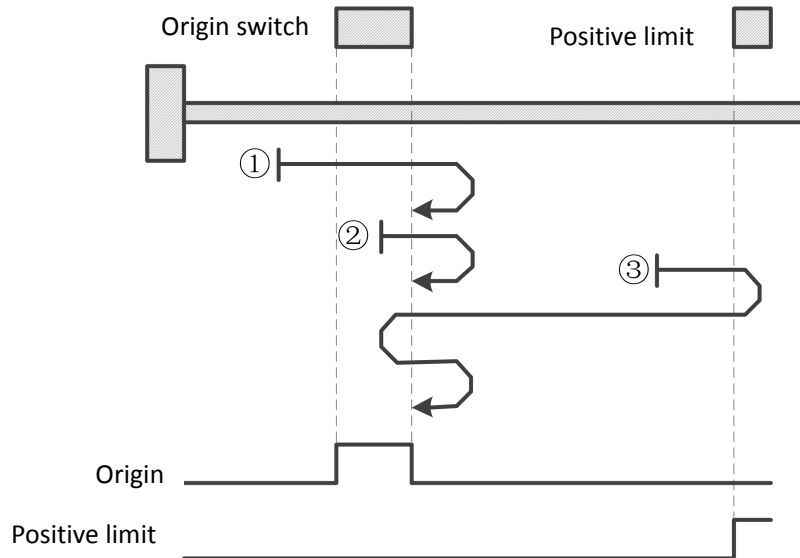 Origin switch
Positive limit
①
②
③
Origin
Positive limit